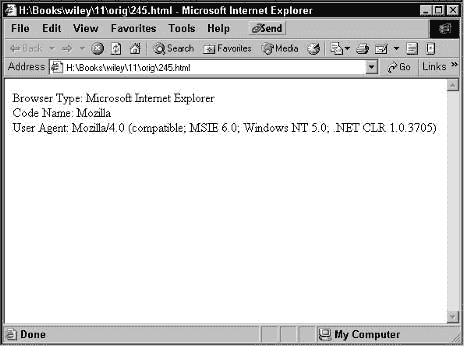 H:\Books\wiley\11\orig\245.html - Microsoft Internet Explorer
File Edit View Favorites Tools Help Send
Back Search Favorites Media
Address H:\Books\wiley\11\orig\245.html Go Links »
Browser Type: Microsoft Internet Explorer
Code Name: Mozilla
User Agent: Mozilla/4.0 (compatible; MSIE 6.0; Windows NT 5.0; .NET CLR 1.0.3705)
Done My Computer